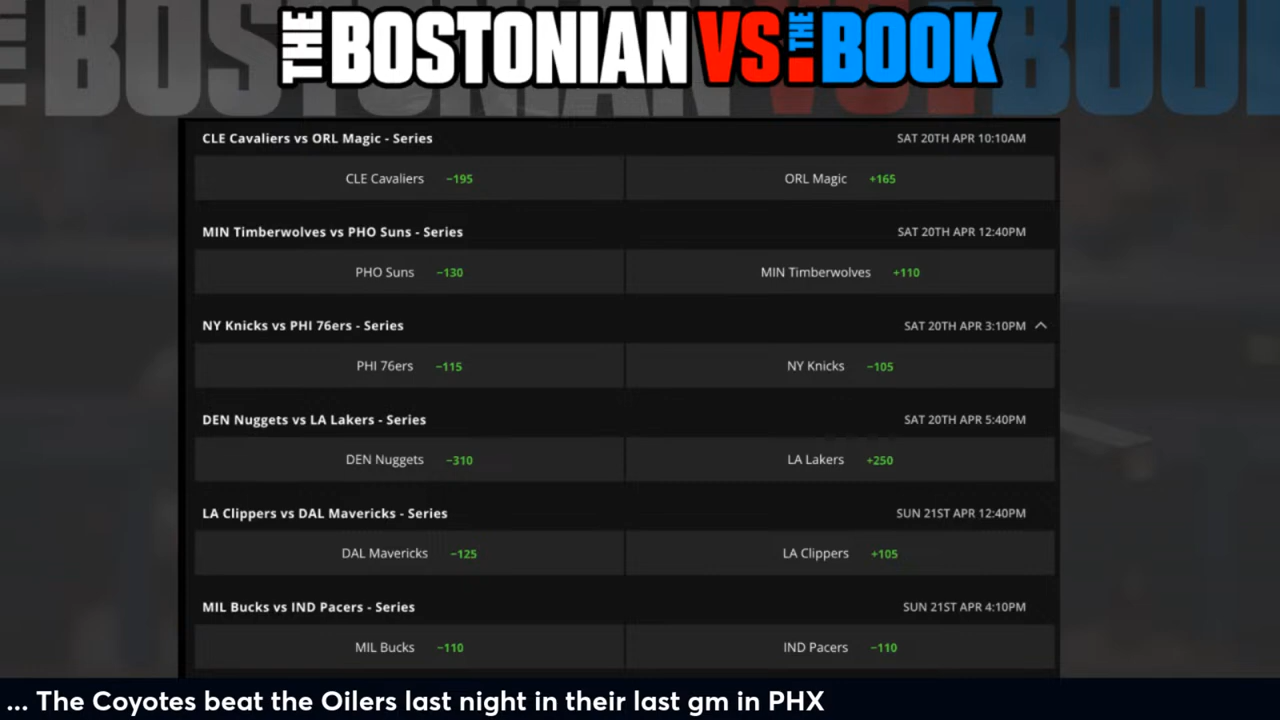 THE BOSTONIAN VS. THE BOOK
CLE Cavaliers vs ORL Magic - Series SAT 20TH APR 10:10AM
CLE Cavaliers −195 ORL Magic +165
MIN Timberwolves vs PHO Suns - Series SAT 20TH APR 12:40PM
PHO Suns −130 MIN Timberwolves +110
NY Knicks vs PHI 76ers - Series SAT 20TH APR 3:10PM
PHI 76ers −115 NY Knicks −105
DEN Nuggets vs LA Lakers - Series SAT 20TH APR 5:40PM
DEN Nuggets −310 LA Lakers +250
LA Clippers vs DAL Mavericks - Series SUN 21ST APR 12:40PM
DAL Mavericks −125 LA Clippers +105
MIL Bucks vs IND Pacers - Series SUN 21ST APR 4:10PM
MIL Bucks −110 IND Pacers −110
... The Coyotes beat the Oilers last night in their last gm in PHX